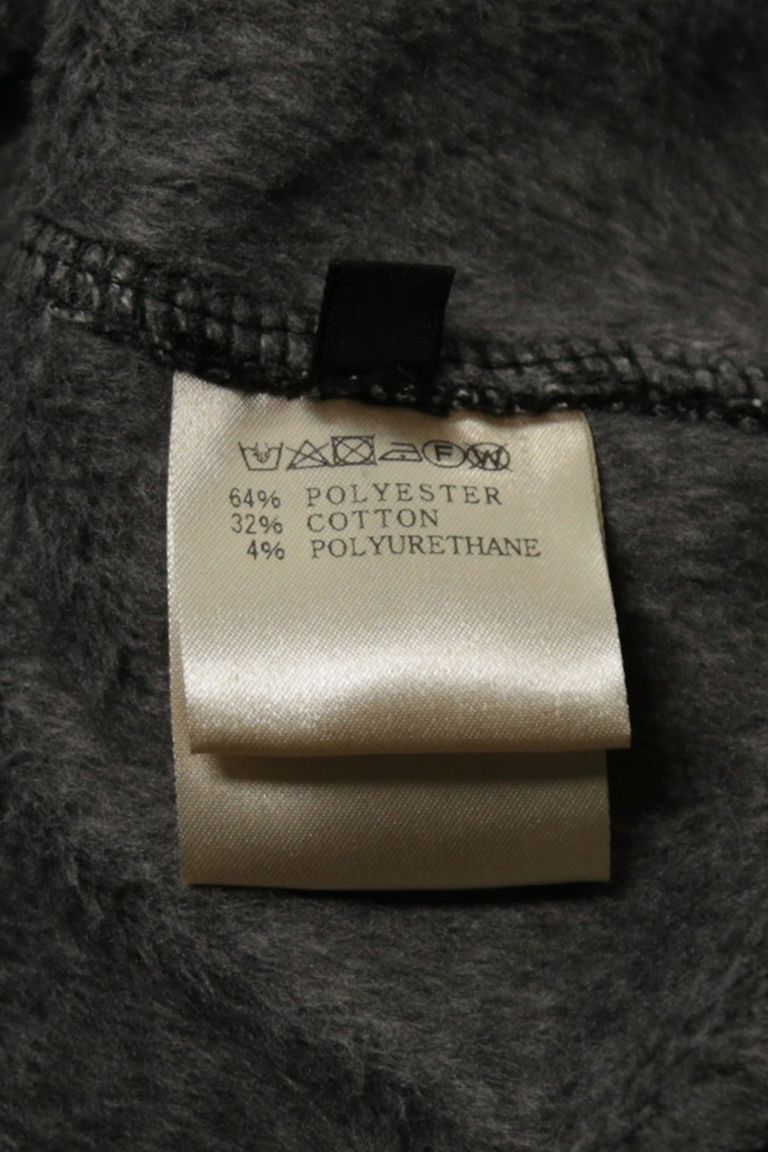 F W
64% POLYESTER
32% COTTON
4% POLYURETHANE